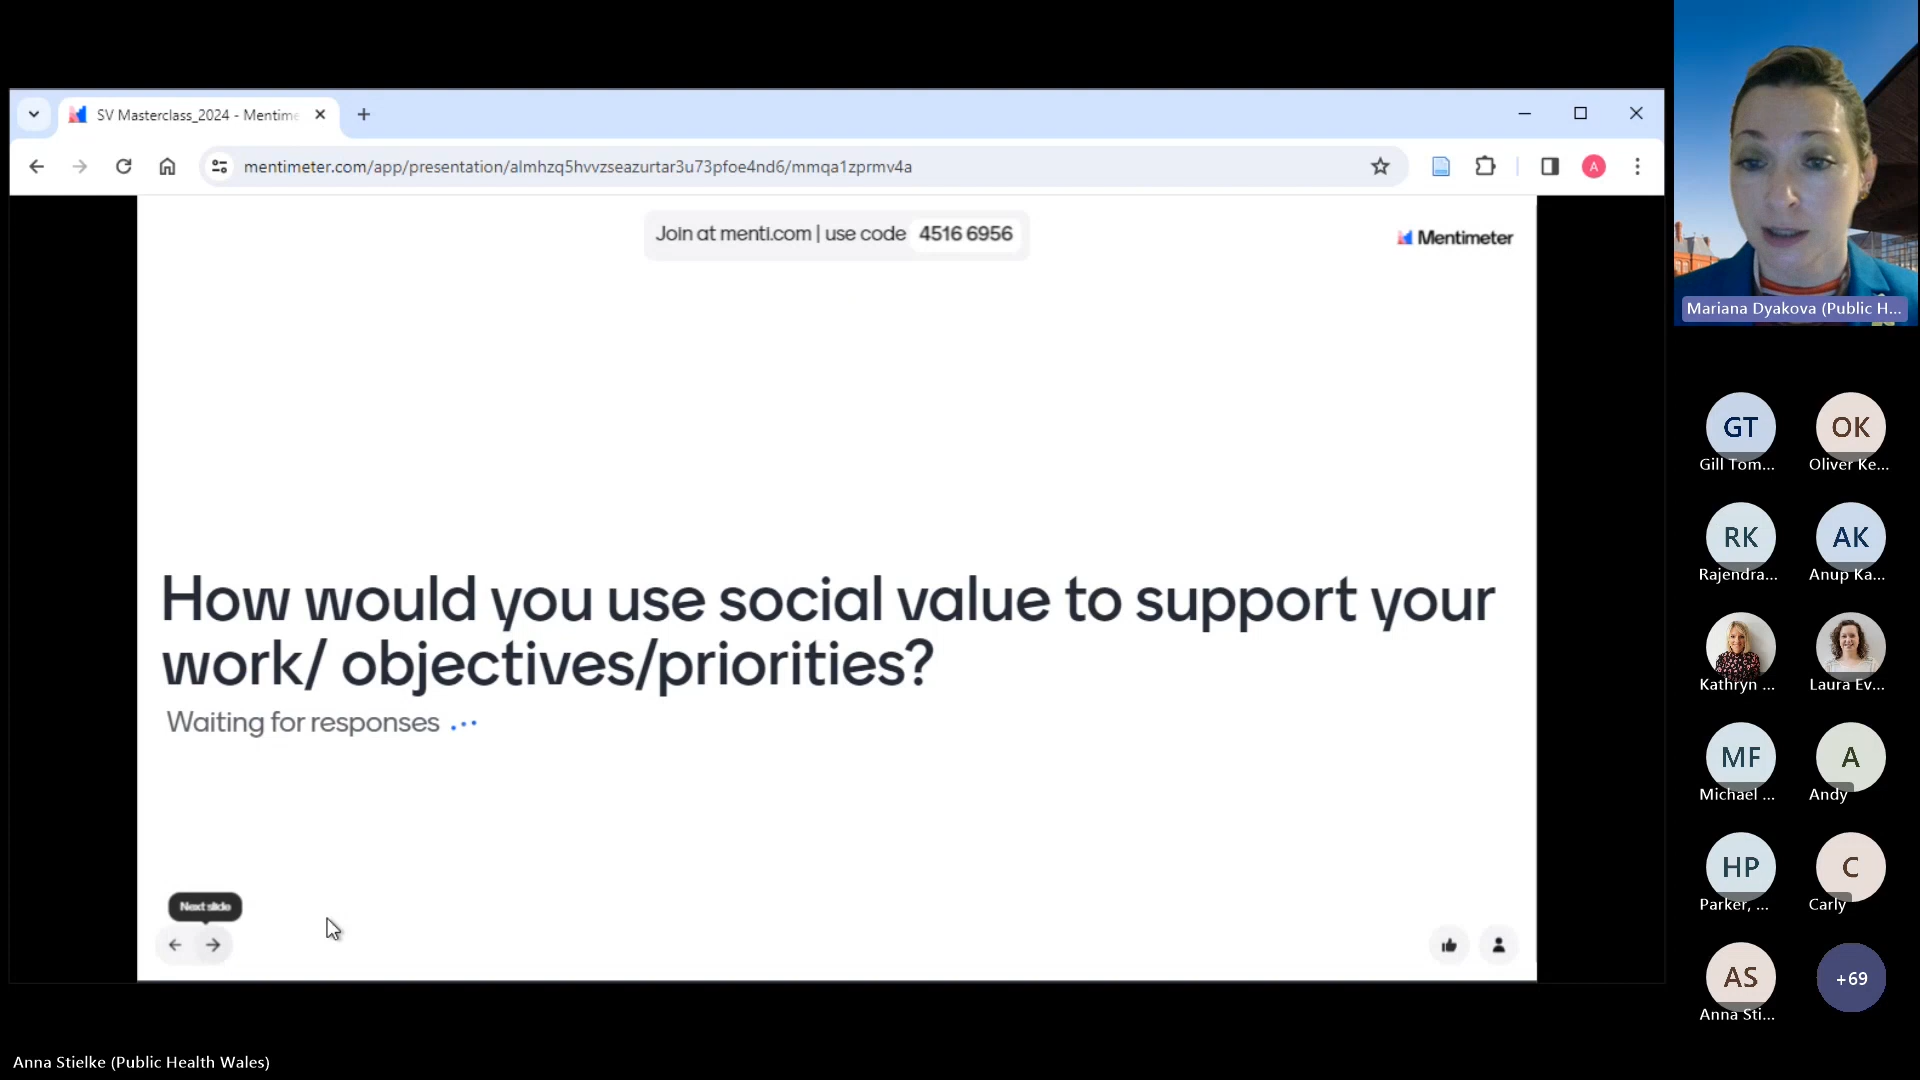 SV Masterclass_2024 - Mentime
mentimeter.com/app/presentation/almhzq5hvvzseazurtar3u73pfoe4nd6/mmqa1zprmv4a
A
Join at menti.com | use code 4516 6956
Mentimeter
How would you use social value to support your
work/ objectives/priorities?
Waiting for responses ...
Next slide
Mariana Dyakova (Public H...
GT
Gill Tom...
OK
Oliver Ke...
RK
Rajendra...
AK
Anup Ka...
Kathryn ...
Laura Ev...
MF
Michael ...
A
Andy
HP
Parker, ...
C
Carly
AS
Anna Sti...
+69
Anna Stielke (Public Health Wales)